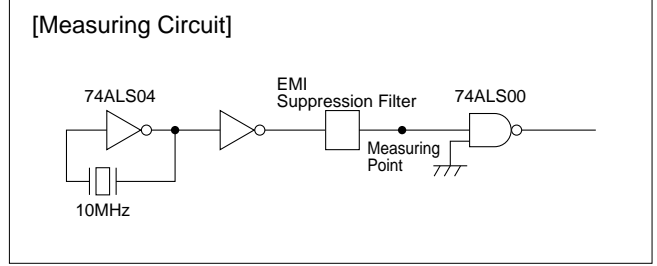 [Measuring Circuit]
74ALS04
EMI
Suppression Filter
74ALS00
Measuring
Point
10MHz